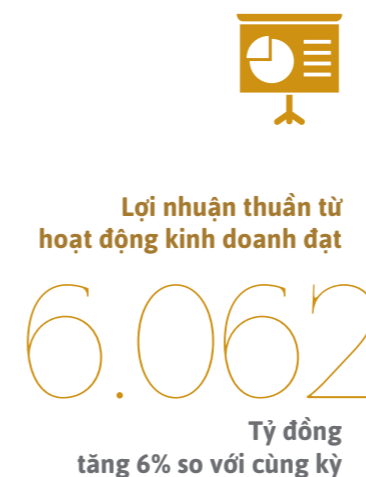 Lợi nhuận thuần từ
hoạt động kinh doanh đạt
6.062
Tỷ đồng
tăng 6% so với cùng kỳ